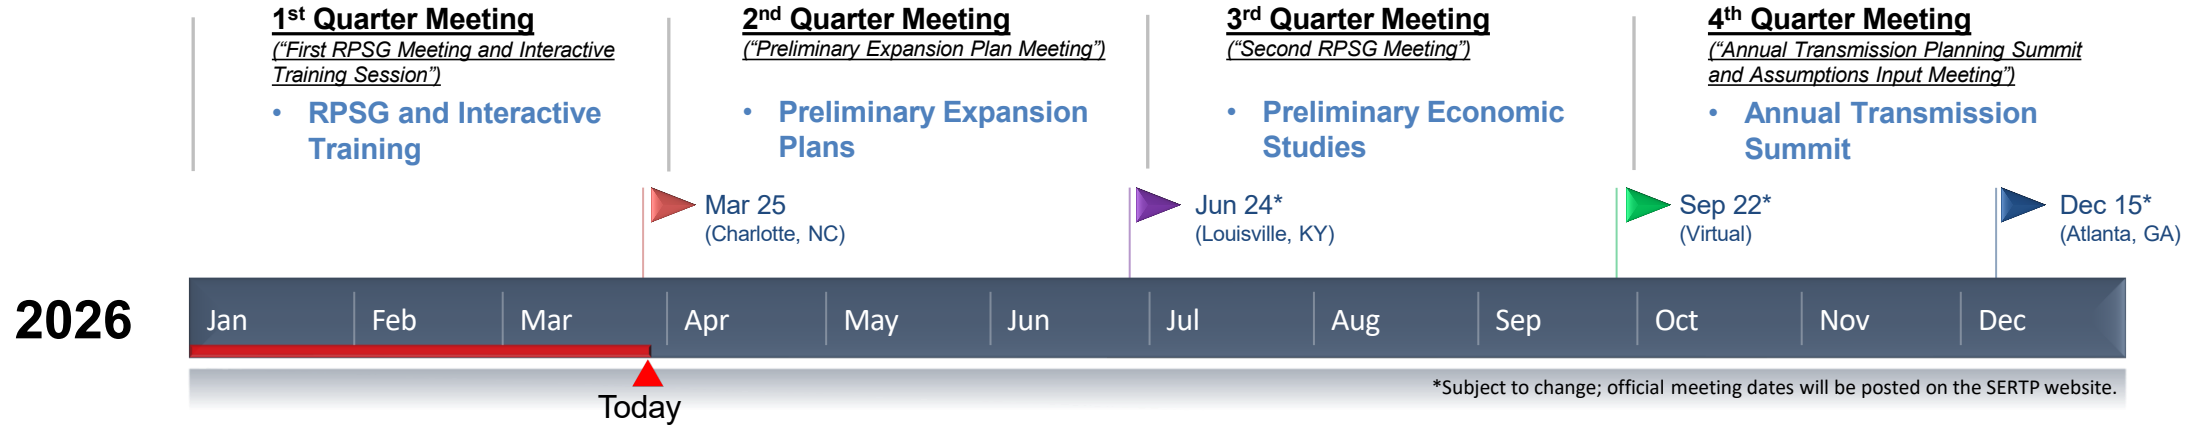 1st Quarter Meeting
(“First RPSG Meeting and Interactive
Training Session”)
• RPSG and Interactive
Training
2nd Quarter Meeting
(“Preliminary Expansion Plan Meeting”)
• Preliminary Expansion
Plans
3rd Quarter Meeting
(“Second RPSG Meeting”)
• Preliminary Economic
Studies
4th Quarter Meeting
(“Annual Transmission Planning Summit
and Assumptions Input Meeting”)
• Annual Transmission
Summit
Mar 25
(Charlotte, NC)
Jun 24*
(Louisville, KY)
Sep 22*
(Virtual)
Dec 15*
(Atlanta, GA)
2026
Jan Feb Mar Apr May Jun Jul Aug Sep Oct Nov Dec
Today
*Subject to change; official meeting dates will be posted on the SERTP website.